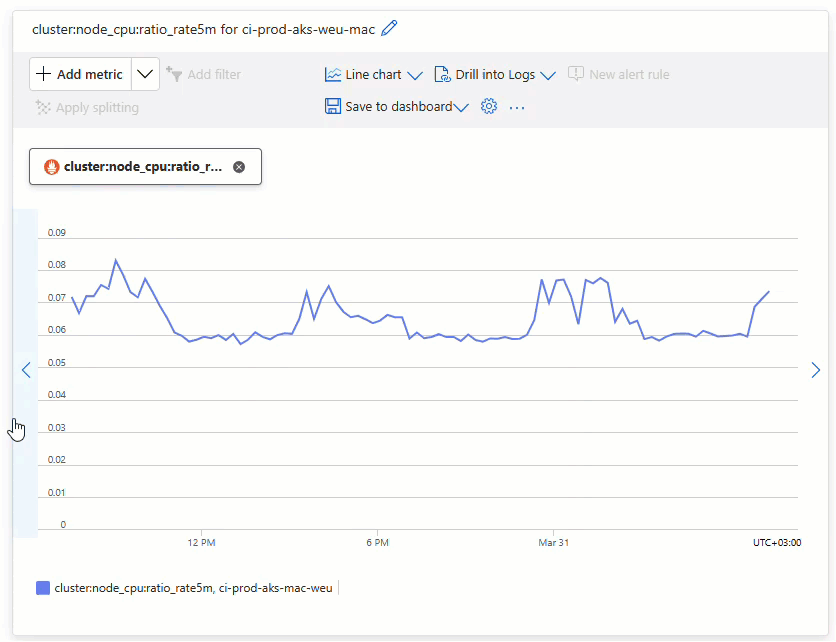 cluster:node_cpu:ratio_rate5m for ci-prod-aks-weu-mac
Add metric
Add filter
Line chart
Drill into Logs
New alert rule
Apply splitting
Save to dashboard
cluster:node_cpu:ratio_r...
0.09
0.08
0.07
0.06
0.05
0.04
0.03
0.02
0.01
0
12 PM
6 PM
Mar 31
UTC+03:00
cluster:node_cpu:ratio_rate5m, ci-prod-aks-mac-weu